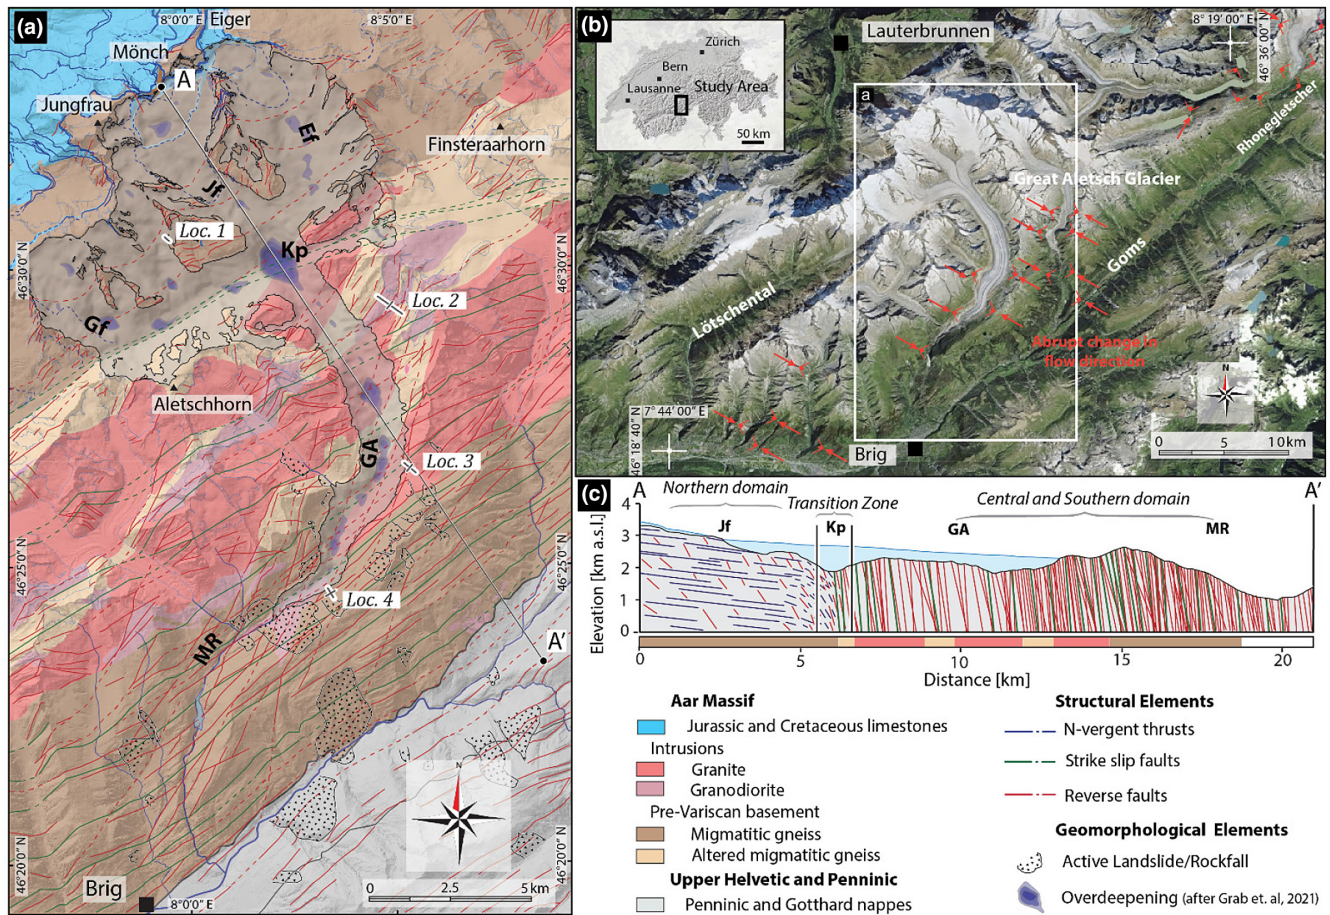 (a)
8°0'0" E
Eiger
8°5'0" E
Mönch
A
Jungfrau
Ef
Finsteraarhorn
Jf
Loc. 1
Kp
46°30'0" N
46°30'0" N
Loc. 2
Gf
Aletschhorn
GA
Loc. 3
46°25'0" N
46°25'0" N
Loc. 4
MR
A'
N
46°20'0" N
46°20'0" N
Brig
8°0'0" E
0 2.5 5 km
(b)
Zürich
Bern
Lausanne
Study Area
50 km
Lauterbrunnen
8° 19' 00" E
46° 36' 00" N
a
Rhonegletscher
Great Aletsch Glacier
Goms
Lötschental
Abrupt change in
flow direction
N
7° 44' 00" E
46° 18' 40" N
Brig
0 5 10 km
(c)
A
Northern domain
Transition Zone
Central and Southern domain
A'
Jf
Kp
GA
MR
Elevation [km a.s.l.]
4
3
2
1
0
0 5 10 15 20
Distance [km]
Aar Massif
Jurassic and Cretaceous limestones
Intrusions
Granite
Granodiorite
Pre-Variscan basement
Migmatitic gneiss
Altered migmatitic gneiss
Upper Helvetic and Penninic
Penninic and Gotthard nappes
Structural Elements
N-vergent thrusts
Strike slip faults
Reverse faults
Geomorphological Elements
Active Landslide/Rockfall
Overdeepening (after Grab et. al, 2021)